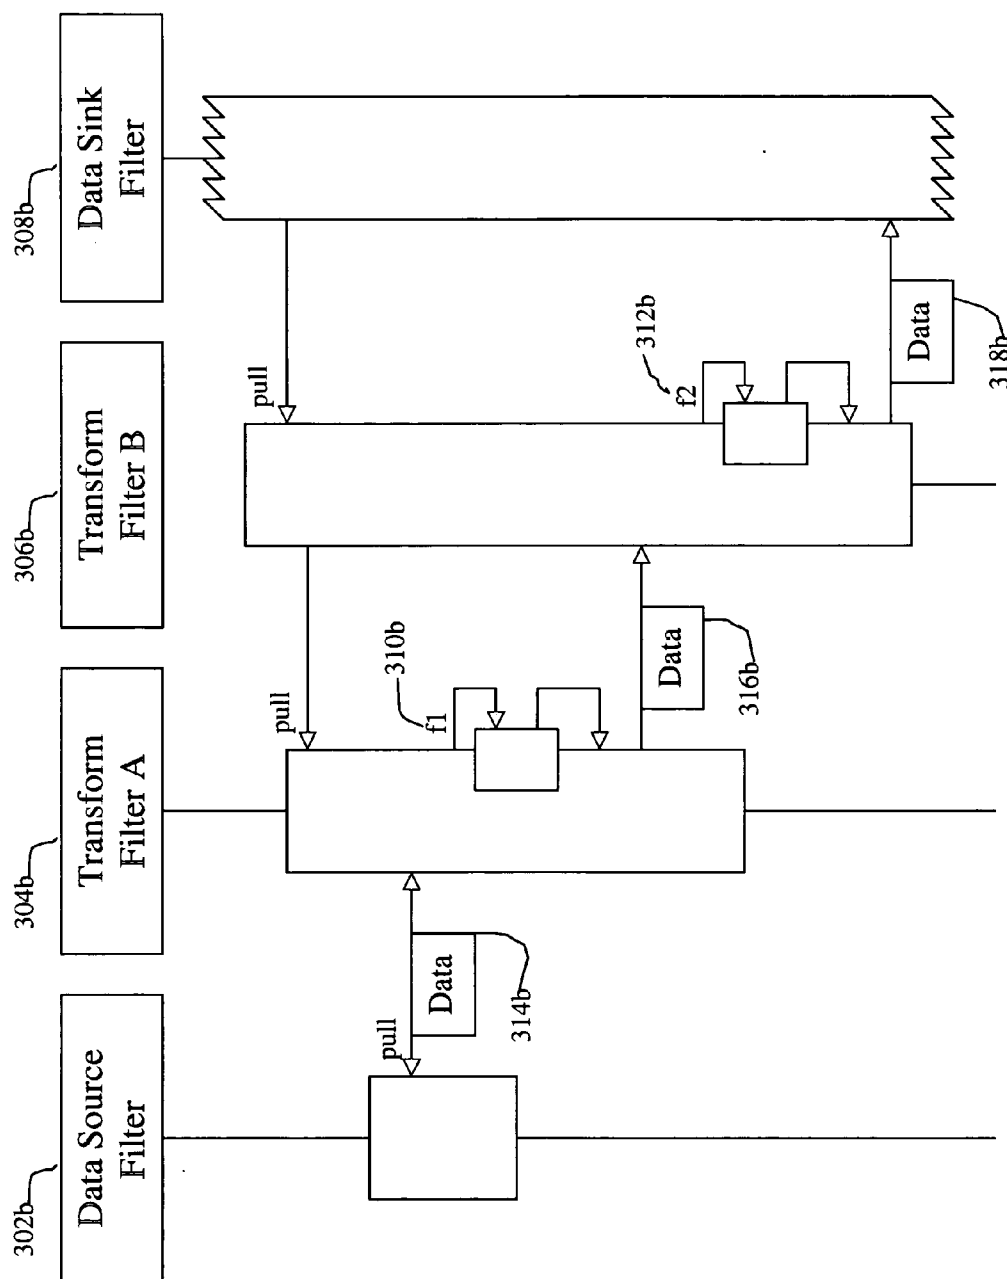 302b
304b
306b
308b
Data Source
Filter
Transform
Filter A
Transform
Filter B
Data Sink
Filter
pull
pull
pull
Data
314b
f1
310b
Data
316b
f2
312b
Data
318b